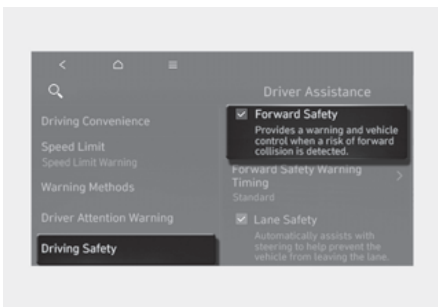 Driver Assistance
Driving Convenience
Speed Limit
Speed Limit Warning
Warning Methods
Driver Attention Warning
Driving Safety
Forward Safety
Provides a warning and vehicle
control when a risk of forward
collision is detected.
Forward Safety Warning
Timing
Standard
Lane Safety
Automatically assists with
steering to help prevent the
vehicle from leaving the lane.